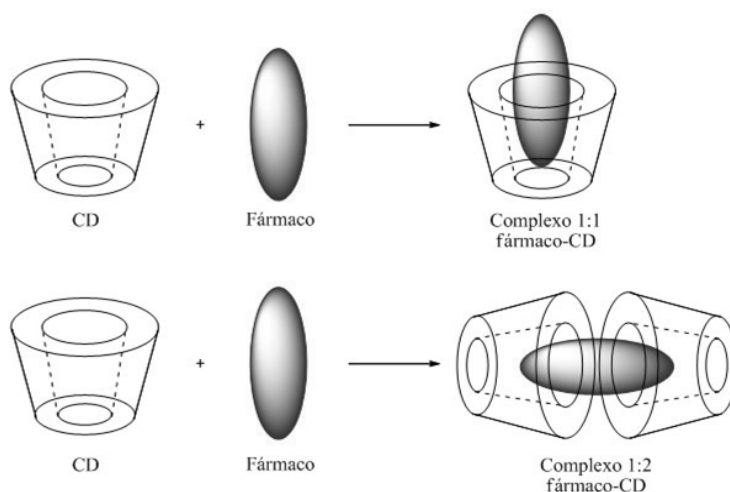 +
CD
Fármaco
Complexo 1:1
fármaco-CD
+
CD
Fármaco
Complexo 1:2
fármaco-CD